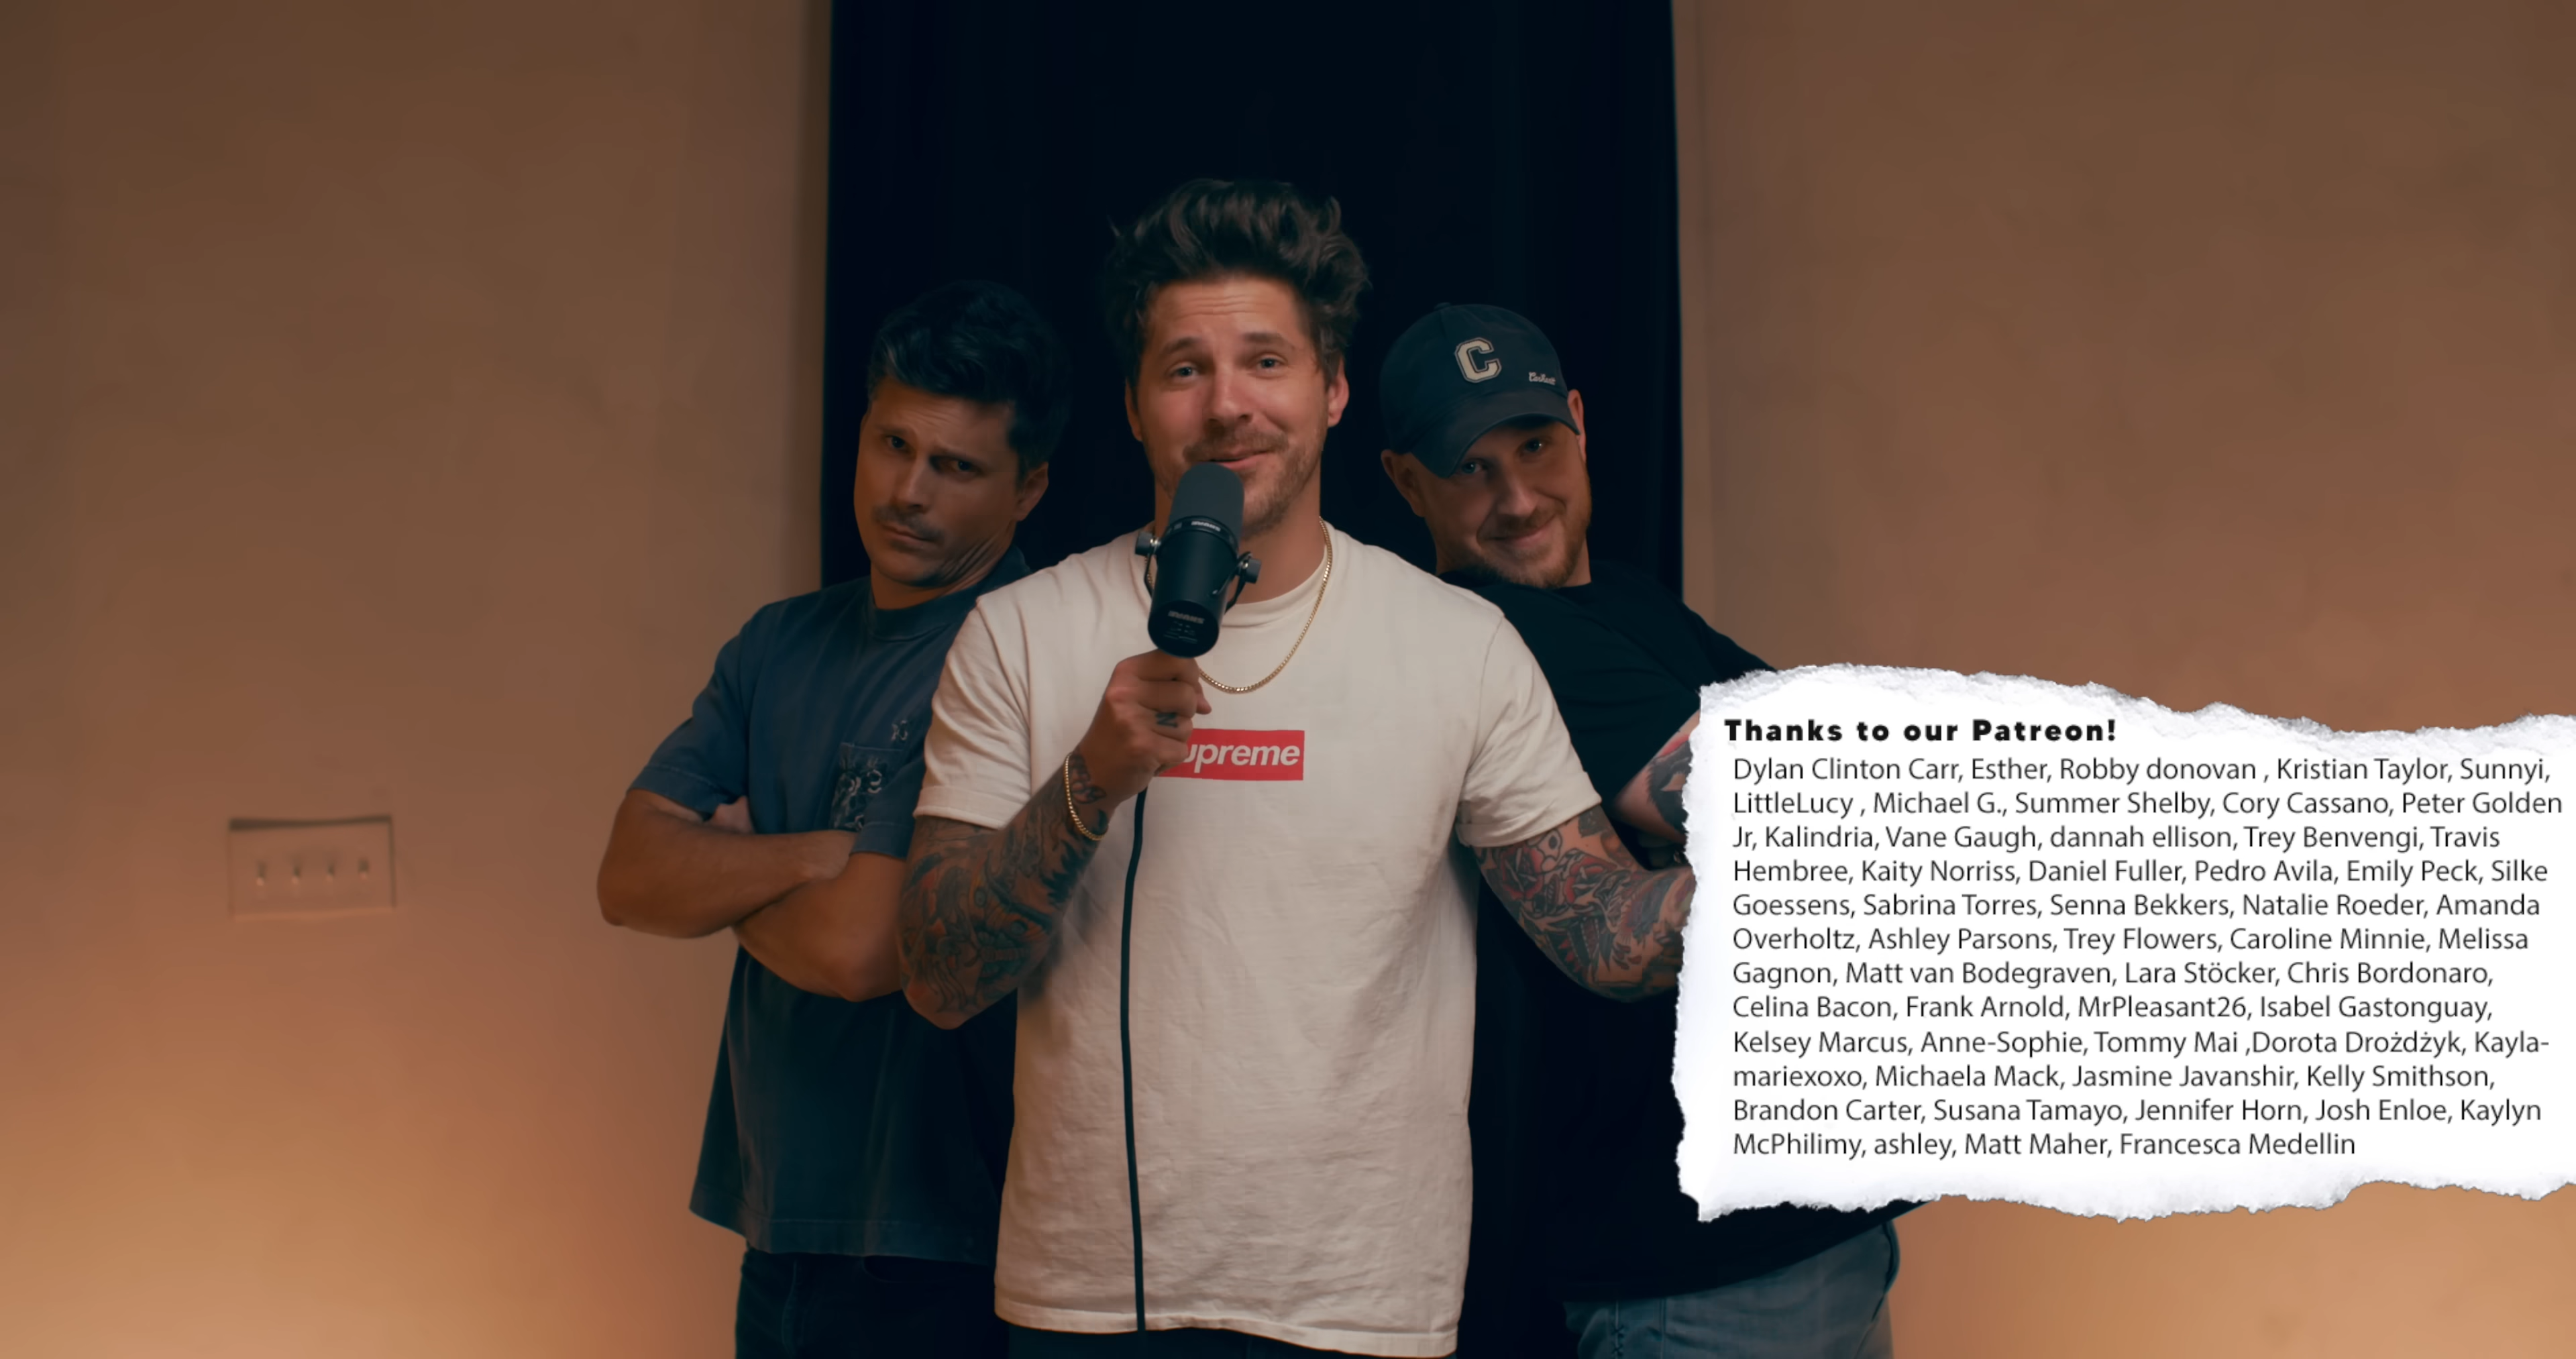 C
Carhartt
upreme
Thanks to our Patreon!
Dylan Clinton Carr, Esther, Robby donovan , Kristian Taylor, Sunnyi,
LittleLucy , Michael G., Summer Shelby, Cory Cassano, Peter Golden
Jr, Kalindria, Vane Gaugh, dannah ellison, Trey Benvengi, Travis
Hembree, Kaity Norriss, Daniel Fuller, Pedro Avila, Emily Peck, Silke
Goessens, Sabrina Torres, Senna Bekkers, Natalie Roeder, Amanda
Overholtz, Ashley Parsons, Trey Flowers, Caroline Minnie, Melissa
Gagnon, Matt van Bodegraven, Lara Stöcker, Chris Bordonaro,
Celina Bacon, Frank Arnold, MrPleasant26, Isabel Gastonguay,
Kelsey Marcus, Anne-Sophie, Tommy Mai ,Dorota Drożdżyk, Kayla-
mariexoxo, Michaela Mack, Jasmine Javanshir, Kelly Smithson,
Brandon Carter, Susana Tamayo, Jennifer Horn, Josh Enloe, Kaylyn
McPhilimy, ashley, Matt Maher, Francesca Medellin